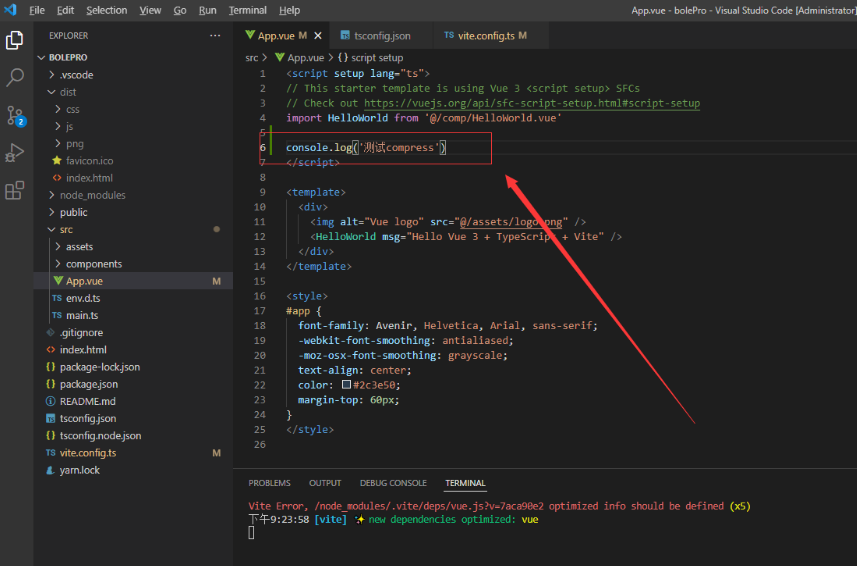 File Edit Selection View Go Run Terminal Help App.vue - bolePro - Visual Studio Code [Administrator]
EXPLORER ···
BOLEPRO
.vscode
dist
css
js
png
favicon.ico
index.html
node_modules
public
src
assets
components
App.vue M
TS env.d.ts
TS main.ts
.gitignore
index.html
{} package-lock.json
{} package.json
README.md
tsconfig.json
{} tsconfig.node.json
TS vite.config.ts M
yarn.lock
2
App.vue M × tsconfig.json TS vite.config.ts M
src > App.vue > {} script setup
1 <script setup lang="ts">
2 // This starter template is using Vue 3 <script setup> SFCs
3 // Check out https://vuejs.org/api/sfc-script-setup.html#script-setup
4 import HelloWorld from '@/comp/HelloWorld.vue'
5
6 console.log('测试compress')
7 </script>
8
9 <template>
10 <div>
11 <img alt="Vue logo" src="@/assets/logo.png" />
12 <HelloWorld msg="Hello Vue 3 + TypeScript + Vite" />
13 </div>
14 </template>
15
16 <style>
17 #app {
18 font-family: Avenir, Helvetica, Arial, sans-serif;
19 -webkit-font-smoothing: antialiased;
20 -moz-osx-font-smoothing: grayscale;
21 text-align: center;
22 color: #2c3e50;
23 margin-top: 60px;
24 }
25 </style>
26
PROBLEMS OUTPUT DEBUG CONSOLE TERMINAL
Vite Error, /node_modules/.vite/deps/vue.js?v=7aca90e2 optimized info should be defined (x5)
下午9:23:58 [vite] ✨ new dependencies optimized: vue